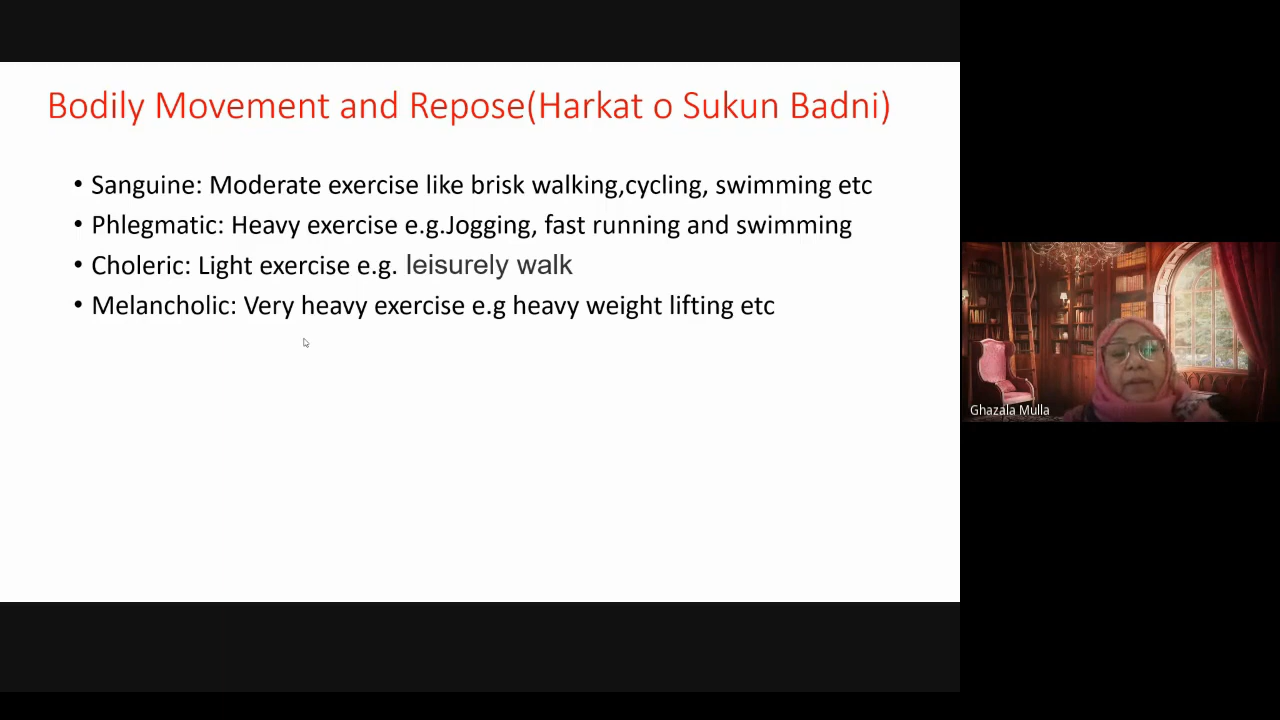 Bodily Movement and Repose(Harkat o Sukun Badni)
• Sanguine: Moderate exercise like brisk walking,cycling, swimming etc
• Phlegmatic: Heavy exercise e.g.Jogging, fast running and swimming
• Choleric: Light exercise e.g. leisurely walk
• Melancholic: Very heavy exercise e.g heavy weight lifting etc
Ghazala Mulla